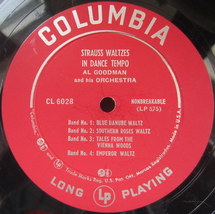 COLUMBIA
STRAUSS WALTZES
IN DANCE TEMPO
AL GOODMAN
and his ORCHESTRA
CL 6028
NONBREAKABLE
Band No. 1: BLUE DANUBE WALTZ
Band No. 2: SOUTHERN ROSES WALTZ
Band No. 3: TALES FROM THE
VIENNA WOODS
Band No. 4: EMPEROR WALTZ
Lp
LONG PLAYING